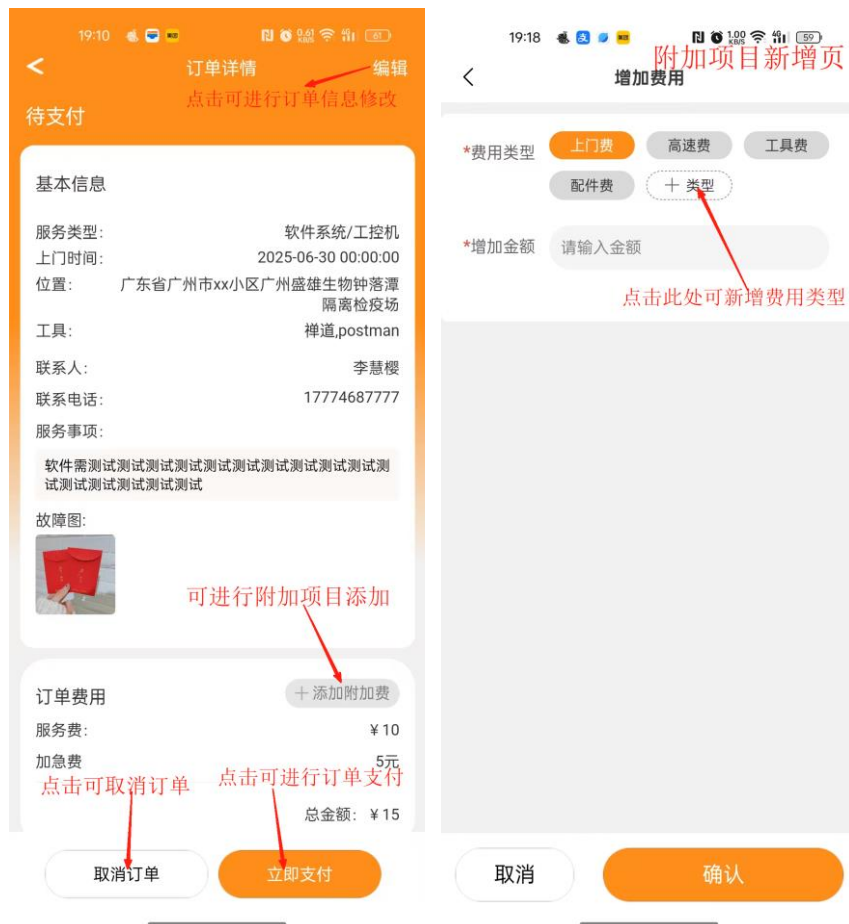 19:10
0.61 KB/S
4G
61
订单详情
编辑
点击可进行订单信息修改
待支付
基本信息
服务类型:
软件系统/工控机
上门时间:
2025-06-30 00:00:00
位置:
广东省广州市xx小区广州盛雄生物钟落潭
隔离检疫场
工具:
禅道,postman
联系人:
李慧樱
联系电话:
17774687777
服务事项:
软件需测试测试测试测试测试测试测试测试测试测试测
试测试测试测试测试测试
故障图:
可进行附加项目添加
订单费用
+ 添加附加费
服务费:
¥10
加急费
5元
点击可取消订单
点击可进行订单支付
总金额: ¥15
取消订单
立即支付
19:18
支
1.00 KB/S
4G
59
附加项目新增页
增加费用
*费用类型
上门费
高速费
工具费
配件费
+ 类型
*增加金额
请输入金额
点击此处可新增费用类型
取消
确认